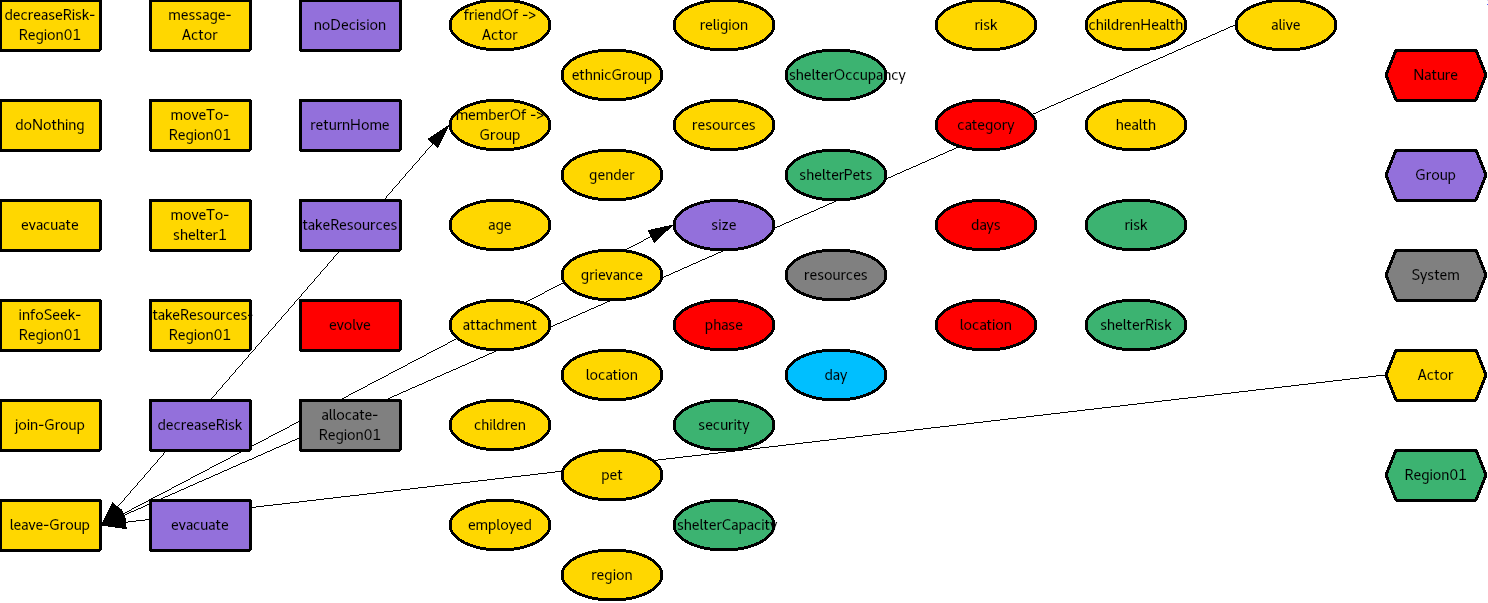 decreaseRisk-
Region01
message-
Actor
noDecision
friendOf ->
Actor
religion
risk
childrenHealth
alive
ethnicGroup
shelterOccupancy
Nature
doNothing
moveTo-
Region01
returnHome
memberOf ->
Group
resources
category
health
gender
shelterPets
Group
evacuate
moveTo-
shelter1
takeResources
age
size
days
risk
grievance
resources
System
infoSeek-
Region01
takeResources-
Region01
evolve
attachment
phase
location
shelterRisk
location
day
Actor
join-Group
decreaseRisk
allocate-
Region01
children
security
pet
Region01
leave-Group
evacuate
employed
shelterCapacity
region